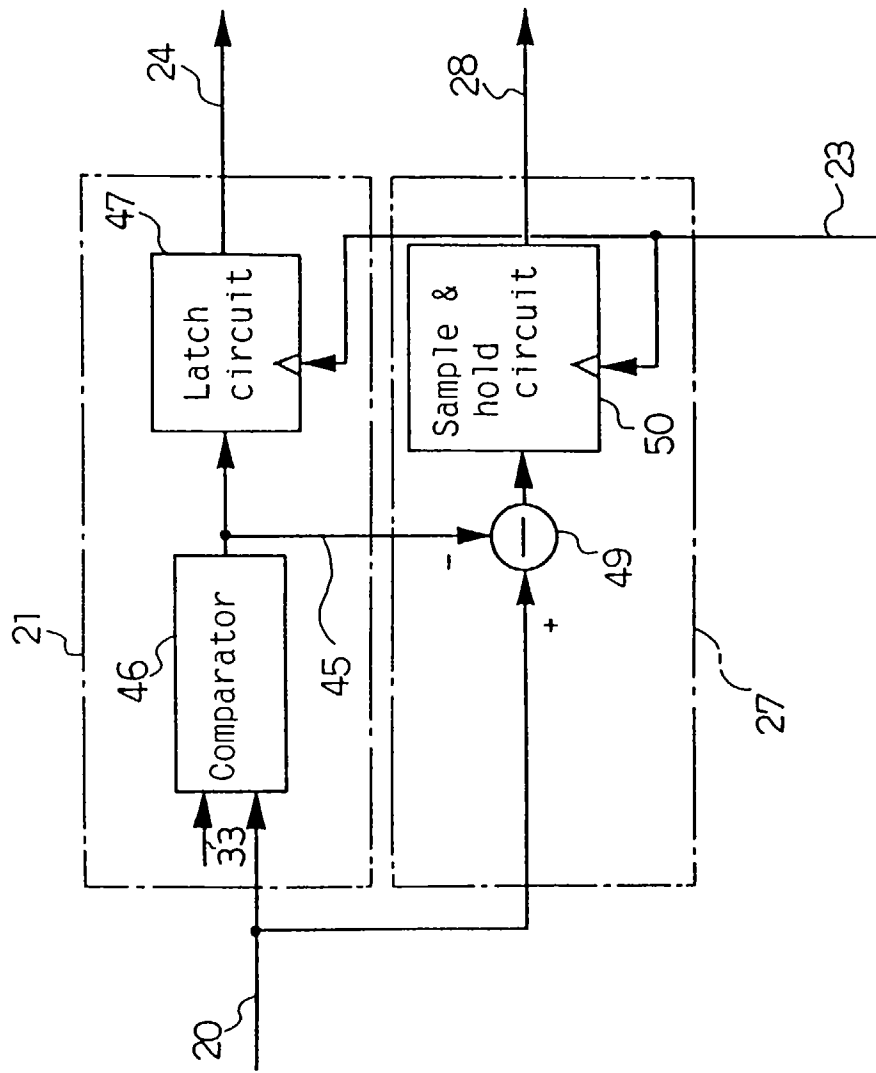 24
28
47
Latch
circuit
23
Sample &
hold
circuit
50
21
46
Comparator
45
-
49
+
33
27
20